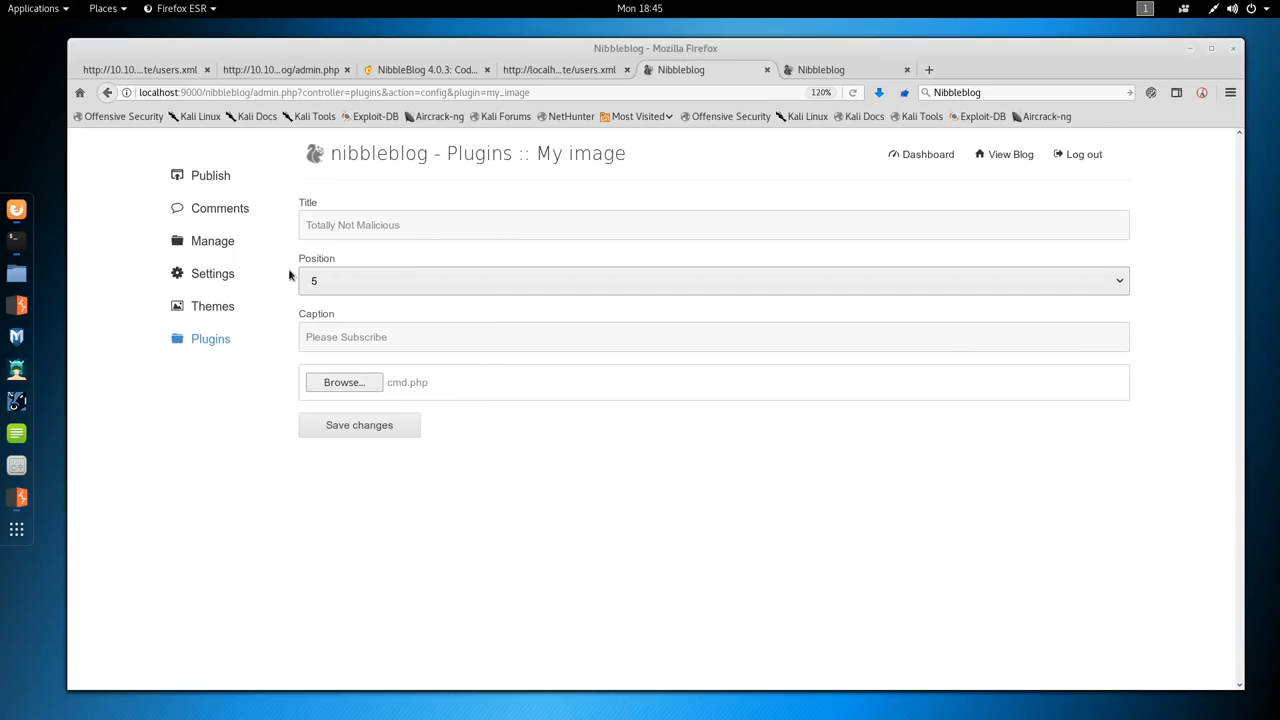 Applications Places Firefox ESR Mon 18:45 1
Nibbleblog - Mozilla Firefox
http://10.10....te/users.xml http://10.10...og/admin.php NibbleBlog 4.0.3: Cod... http://localh...te/users.xml Nibbleblog Nibbleblog
localhost:9000/nibbleblog/admin.php?controller=plugins&action=config&plugin=my_image 120% Nibbleblog
Offensive Security Kali Linux Kali Docs Kali Tools Exploit-DB Aircrack-ng Kali Forums NetHunter Most Visited Offensive Security Kali Linux Kali Docs Kali Tools Exploit-DB Aircrack-ng
nibbleblog - Plugins :: My image
Dashboard View Blog Log out
Publish
Comments
Manage
Settings
Themes
Plugins
Title
Totally Not Malicious
Position
5
Caption
Please Subscribe
Browse... cmd.php
Save changes